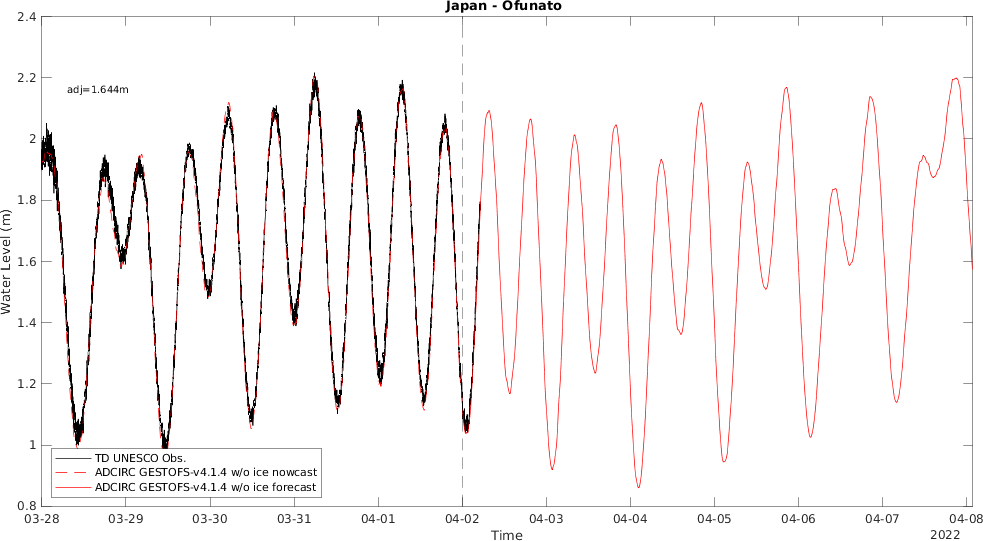 Japan - Ofunato
2.4
2.2
2
1.8
1.6
1.4
1.2
1
0.8
Water Level (m)
adj=1.644m
TD UNESCO Obs.
ADCIRC GESTOFS-v4.1.4 w/o ice nowcast
ADCIRC GESTOFS-v4.1.4 w/o ice forecast
03-28 03-29 03-30 03-31 04-01 04-02 04-03 04-04 04-05 04-06 04-07 04-08
Time
2022